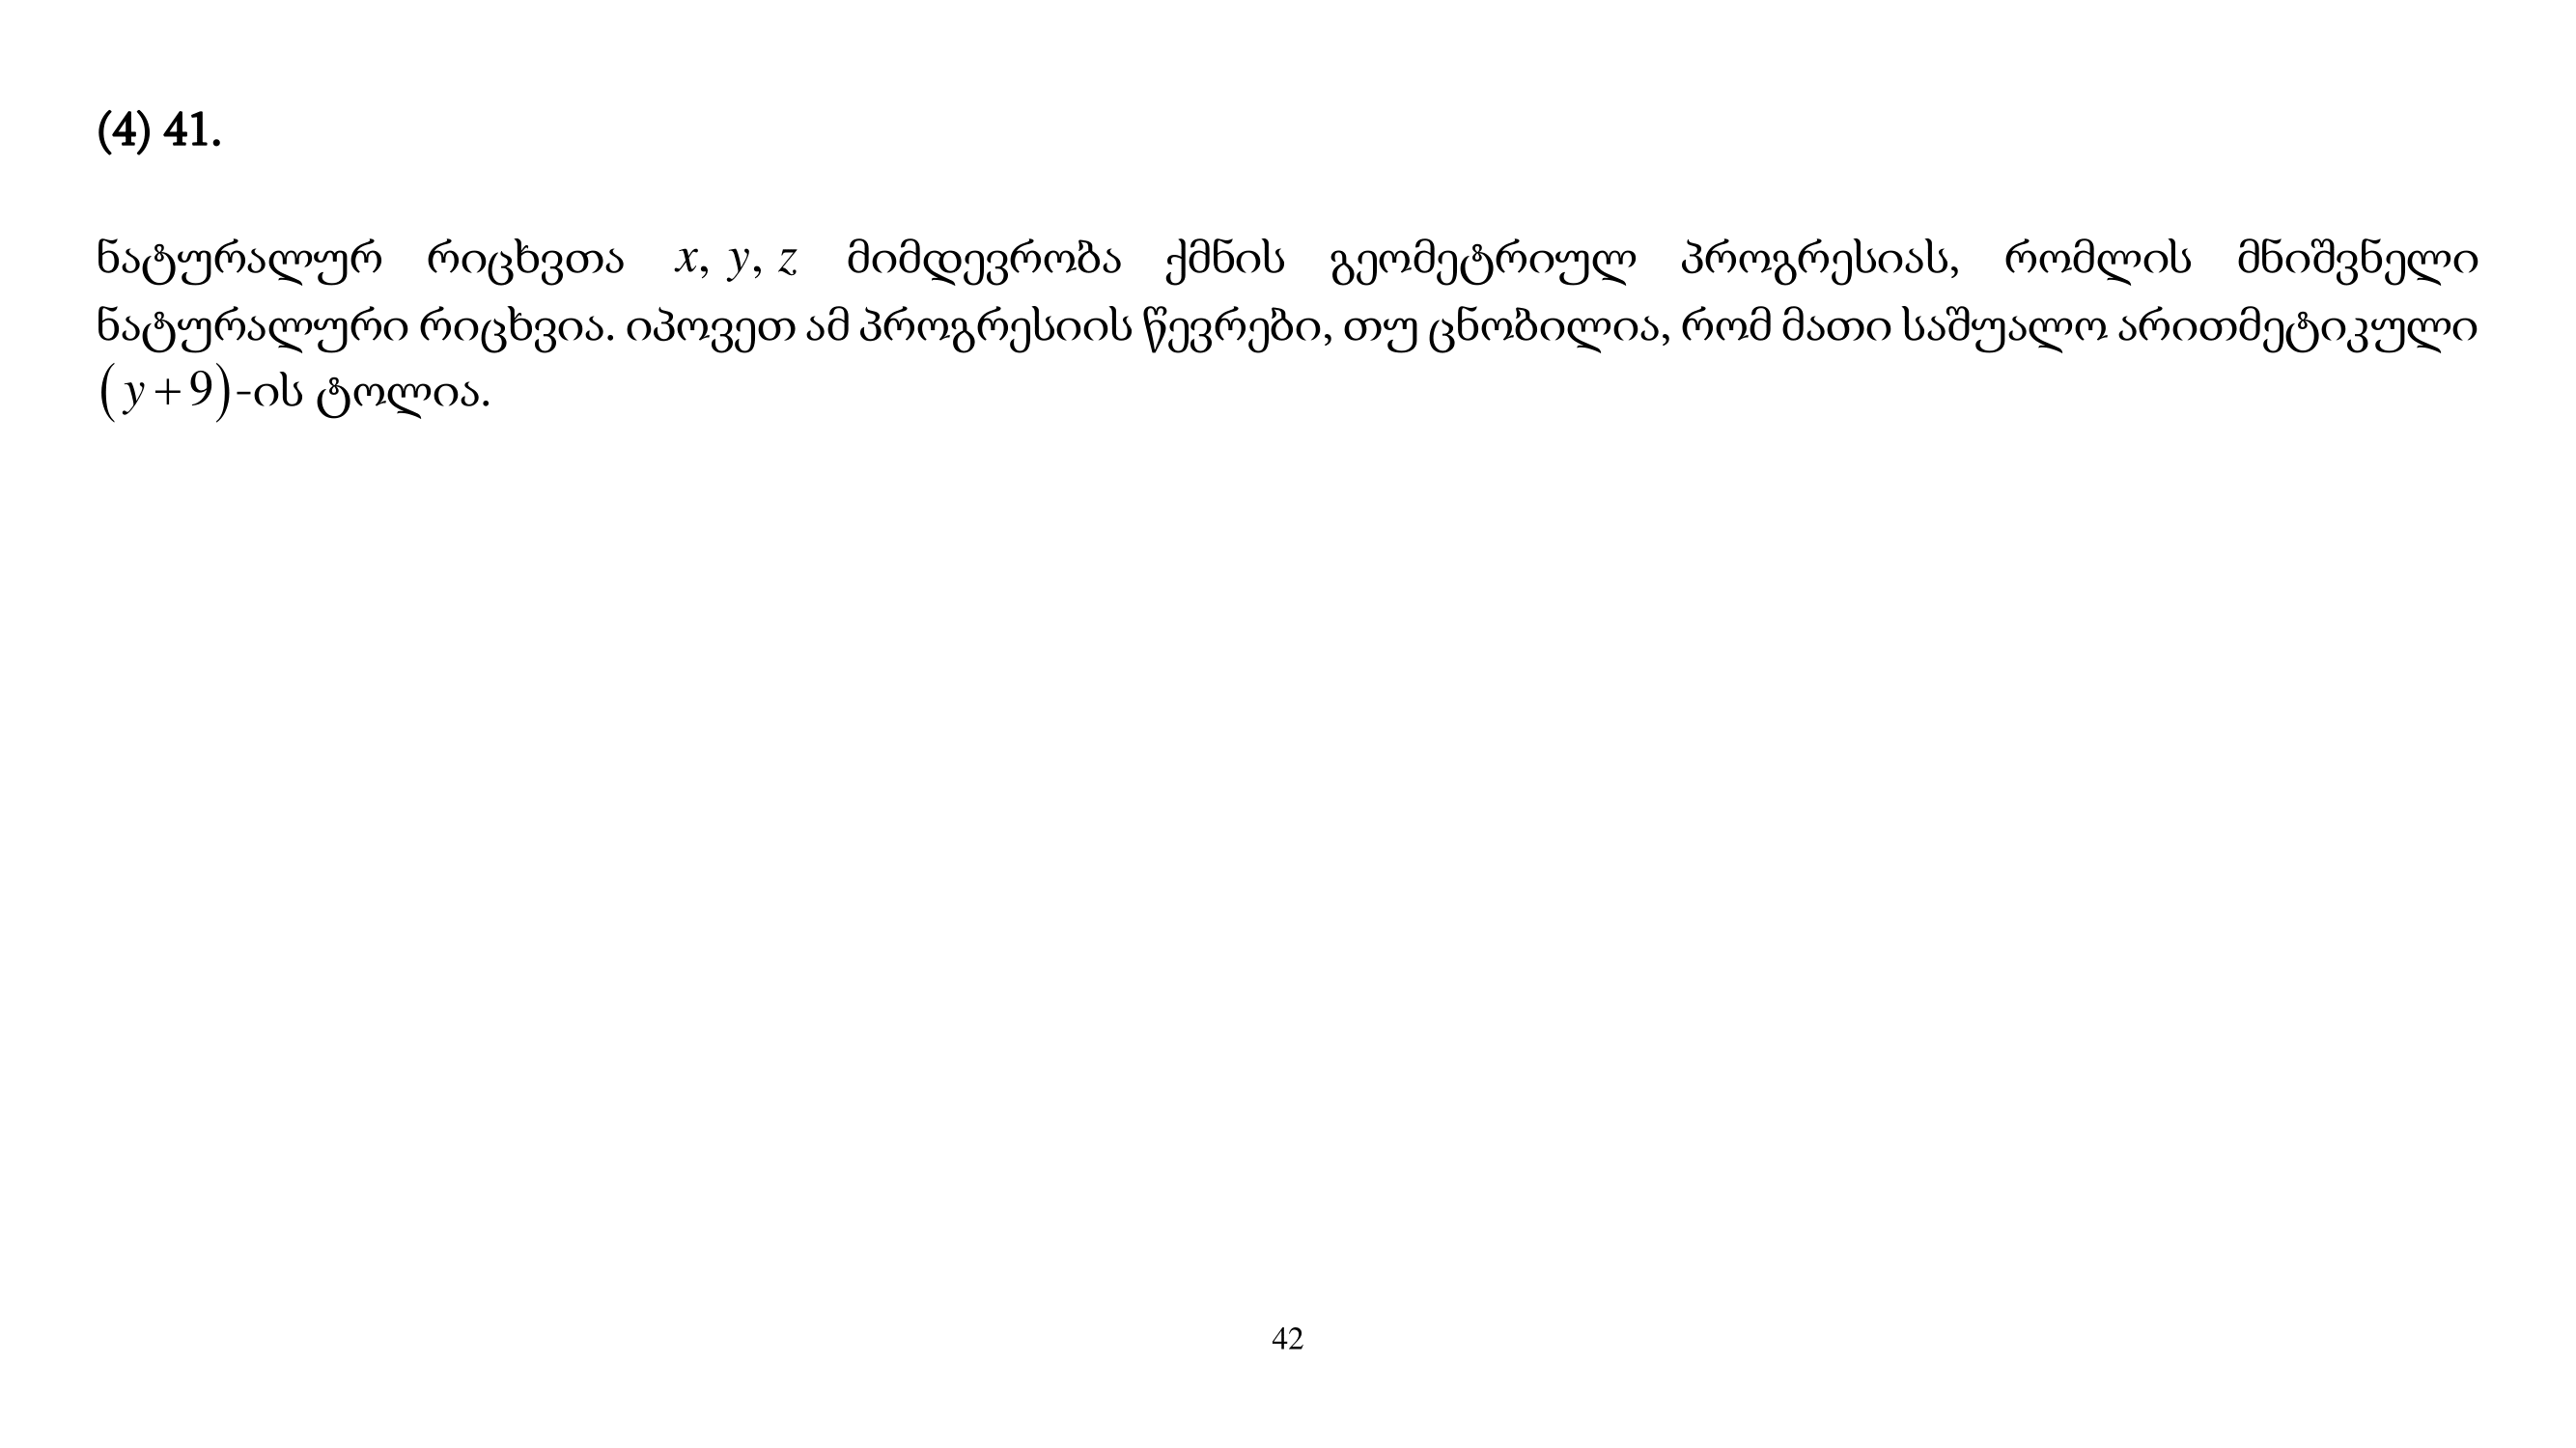 (4) 41.
ნატურალურ რიცხვთა x, y, z მიმდევრობა ქმნის გეომეტრიულ პროგრესიას, რომლის მნიშვნელი
ნატურალური რიცხვია. იპოვეთ ამ პროგრესიის წევრები, თუ ცნობილია, რომ მათი საშუალო არითმეტიკული
(y+9)-ის ტოლია.
42